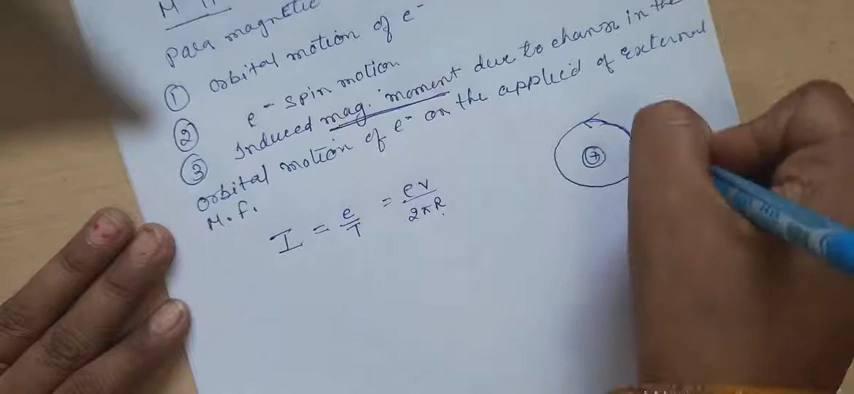 Para magnetic
① Orbital motion of e-
② e- spin motion
③ Induced mag. moment due to change in the
Orbital motion of e- on the applied of external
M.f.
I = e/T = ev/2πR
+